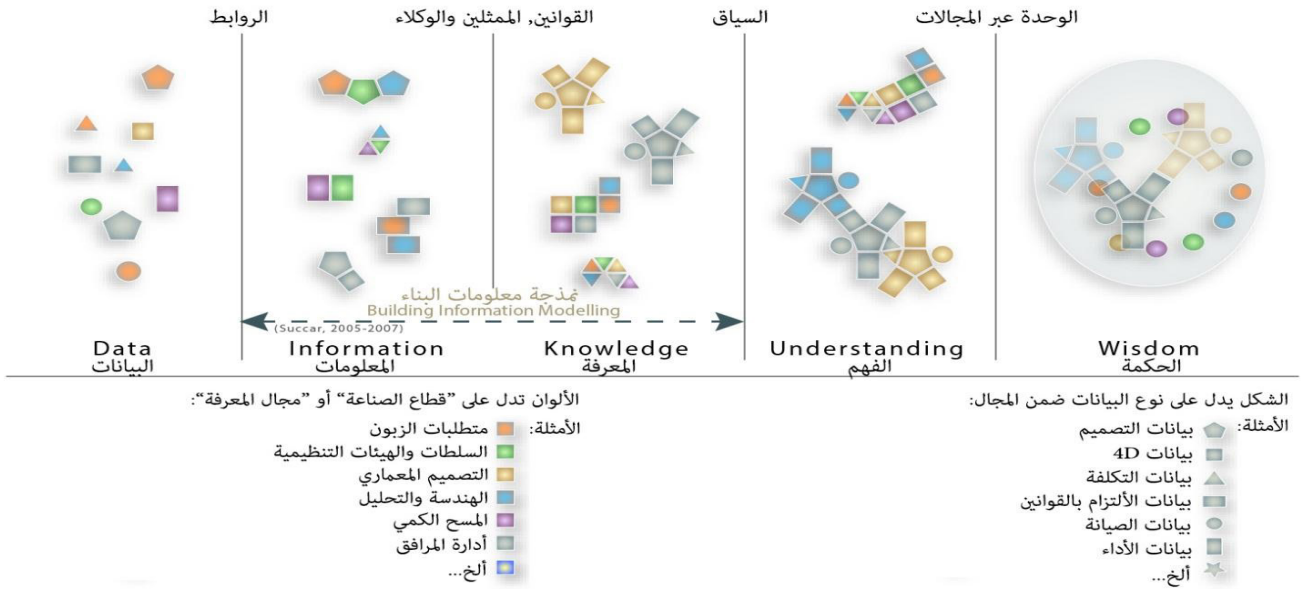 الوحدة عبر المجالات
السياق
القوانين, الممثلين والوكلاء
الروابط
نمذجة معلومات البناء
Building Information Modelling
(Succar, 2005-2007)
Data
البيانات
Information
المعلومات
Knowledge
المعرفة
Understanding
الفهم
Wisdom
الحكمة
الشكل يدل على نوع البيانات ضمن المجال:
الأمثلة:
بيانات التصميم
بيانات 4D
بيانات التكلفة
بيانات الألتزام بالقوانين
بيانات الصيانة
بيانات الأداء
ألخ...
الألوان تدل على “قطاع الصناعة” أو ”مجال المعرفة“:
الأمثلة:
متطلبات الزبون
السلطات والهيئات التنظيمية
التصميم المعماري
الهندسة والتحليل
المسح الكمي
أدارة المرافق
ألخ...